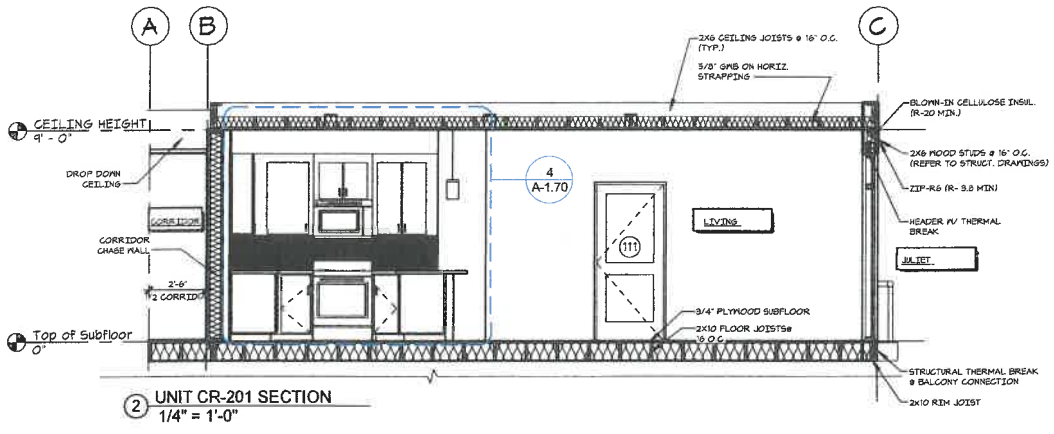 A
B
C
2X6 CEILING JOISTS @ 16" O.C.
(TYP.)
5/8" GWB ON HORIZ.
STRAPPING
CEILING HEIGHT
9' - 0"
BLOWN-IN CELLULOSE INSUL.
(R-20 MIN.)
2X6 WOOD STUDS @ 16" O.C.
(REFER TO STRUCT. DRAWINGS)
DROP DOWN
CEILING
4
A-1.70
ZIP-R6 (R- 9.8 MIN)
CORRIDOR
LIVING
HEADER W/ THERMAL
BREAK
CORRIDOR
CHASE WALL
111
JULIET
2'-6"
2 CORRIDO
3/4" PLYWOOD SUBFLOOR
2X10 FLOOR JOISTS@
16 O.C.
Top of Subfloor
0"
STRUCTURAL THERMAL BREAK
@ BALCONY CONNECTION
2X10 RIM JOIST
2
UNIT CR-201 SECTION
1/4" = 1'-0"